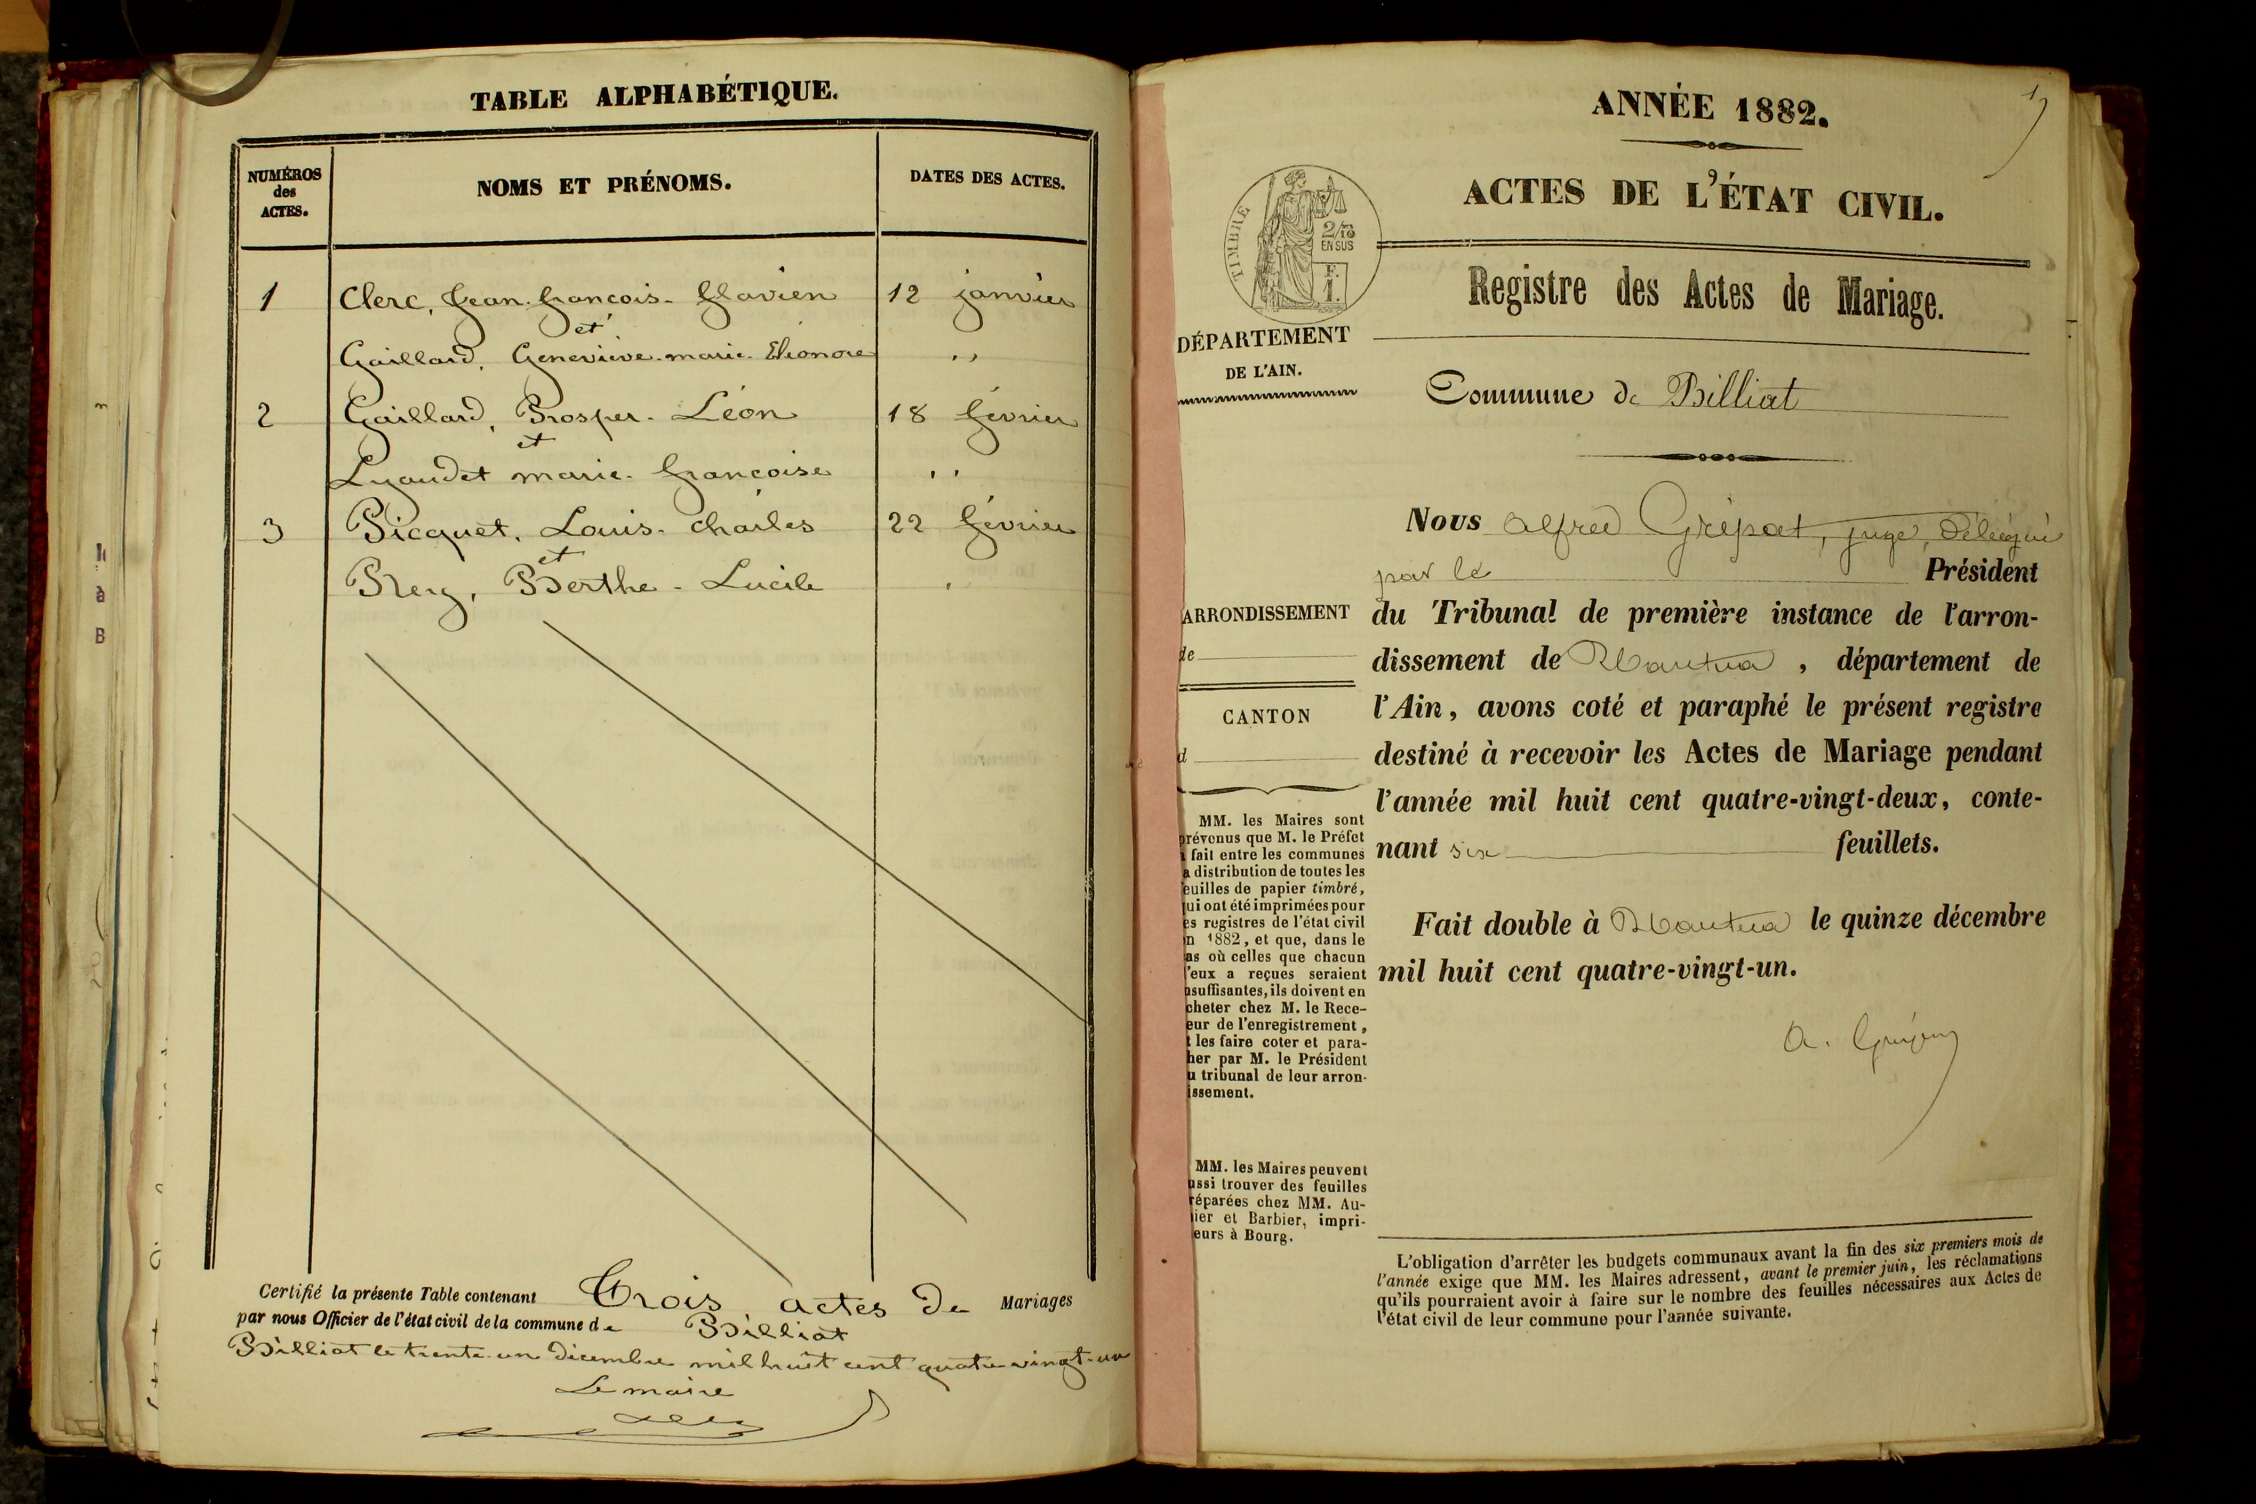 TABLE ALPHABÉTIQUE.
NUMÉROS
des
ACTES.
NOMS ET PRÉNOMS.
DATES DES ACTES.
1 Clerc, Jean-françois-flavien 12 janvier
et
Gaillard, Geneviève-marie-Eléonore "
2 Gaillard, Prosper-Léon 18 février
et
Lyaudet marie-françoise "
3 Picquet, Louis-charles 22 février
et
Rey, Berthe-Lucile "
Certifié la présente Table contenant Trois actes de Mariages
par nous Officier de l'état civil de la commune de Billiat
Billiat le trente-un décembre mil huit cent quatre vingt-un
Le maire
ANNÉE 1882.
ACTES DE L'ÉTAT CIVIL.
TIMBRE
2/10
EN SUS
F.
1.
Registre des Actes de Mariage.
DÉPARTEMENT
DE L'AIN.
Commune de Billiat
Nous Alfred Grépat, juge, délégué
par le Président
du Tribunal de première instance de l'arron-
dissement de Nantua, département de
l'Ain, avons coté et paraphé le présent registre
destiné à recevoir les Actes de Mariage pendant
l'année mil huit cent quatre-vingt-deux, conte-
nant six feuillets.
Fait double à Nantua le quinze décembre
mil huit cent quatre-vingt-un.
ARRONDISSEMENT
de
CANTON
d
MM. les Maires sont
prévenus que M. le Préfet
a fait entre les communes
la distribution de toutes les
feuilles de papier timbré,
qui ont été imprimées pour
les registres de l'état civil
en 1882, et que, dans le
cas où celles que chacun
d'eux a reçues seraient
insuffisantes, ils doivent en
acheter chez M. le Rece-
veur de l'enregistrement,
et les faire coter et para-
pher par M. le Président
du tribunal de leur arron-
dissement.
MM. les Maires peuvent
aussi trouver des feuilles
préparées chez MM. Au-
thier et Barbier, impri-
meurs à Bourg.
L'obligation d'arrêter les budgets communaux avant la fin des six premiers mois de
l'année exige que MM. les Maires adressent, avant le premier juin, les réclamations
qu'ils pourraient avoir à faire sur le nombre des feuilles nécessaires aux Actes de
l'état civil de leur commune pour l'année suivante.